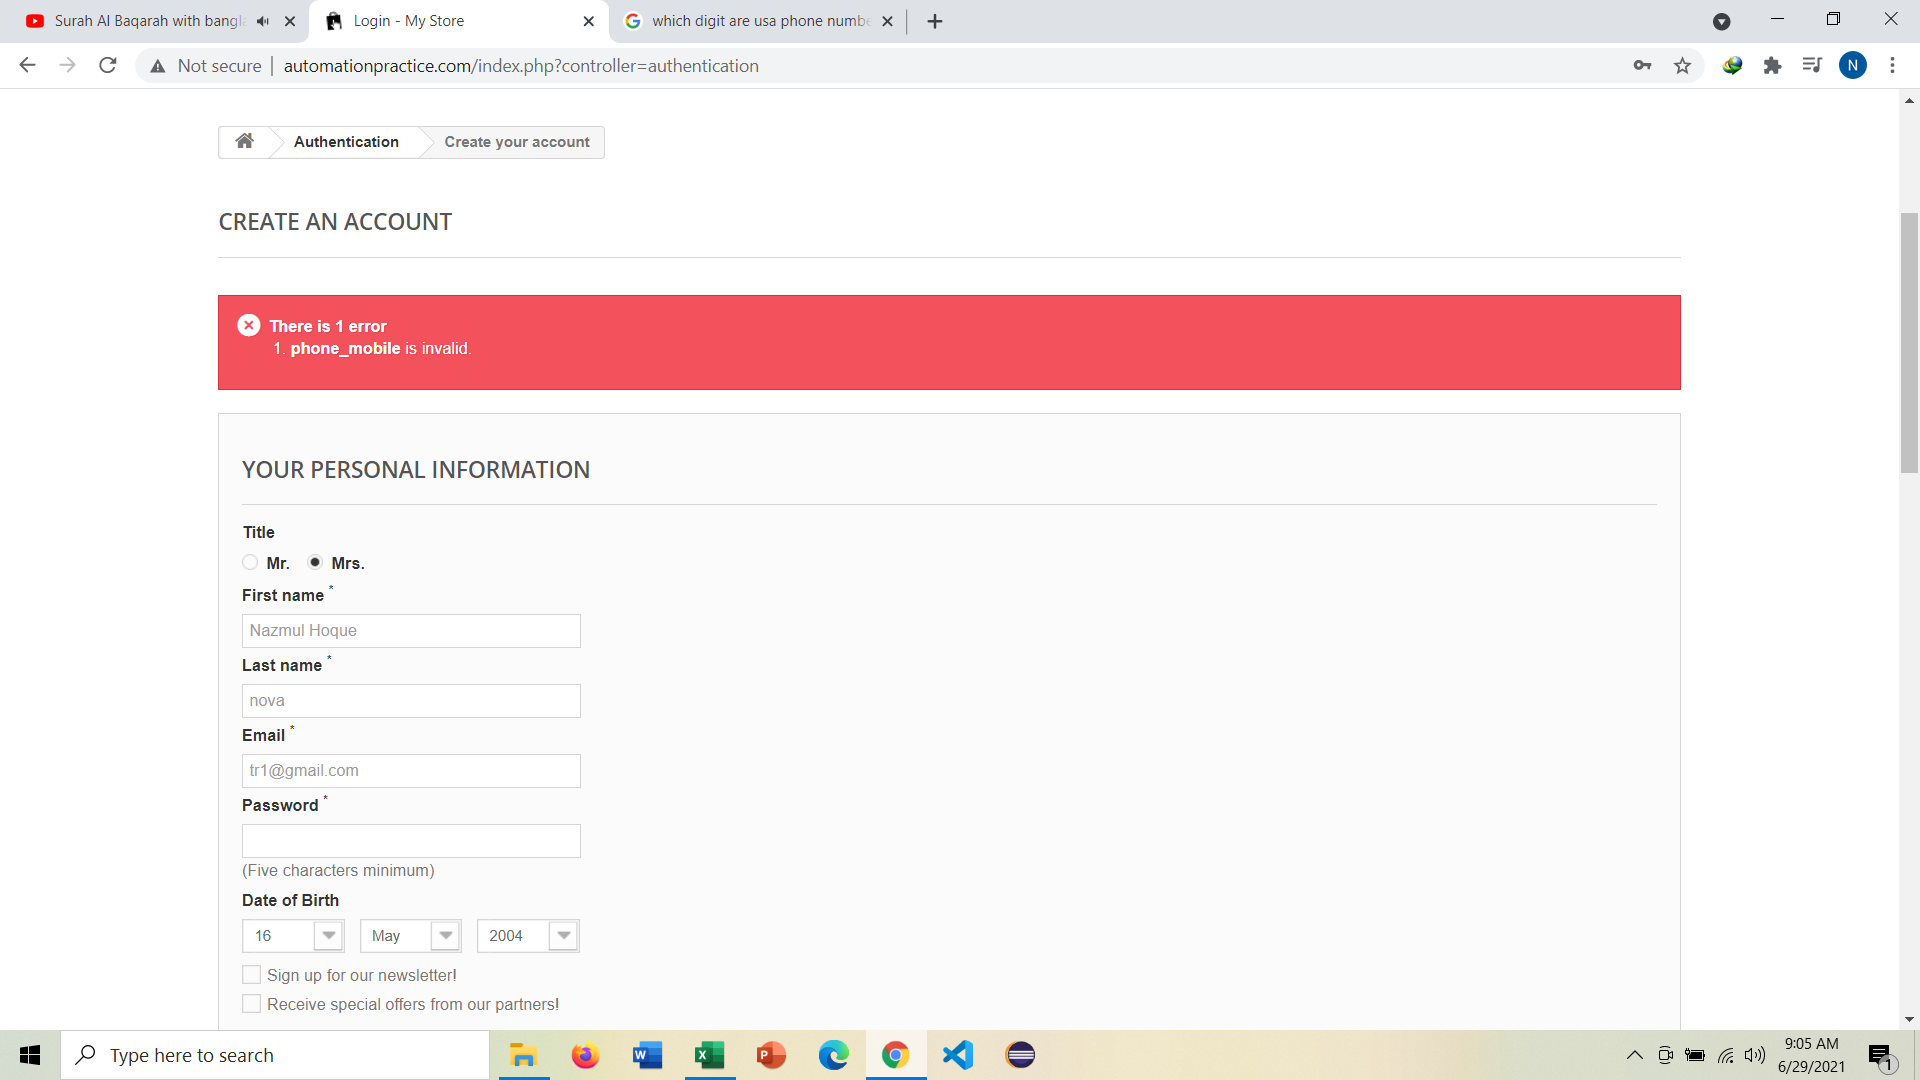 Surah Al Baqarah with bangla
Login - My Store
which digit are usa phone numbe
Not secure
automationpractice.com/index.php?controller=authentication
N
Authentication
Create your account
CREATE AN ACCOUNT
There is 1 error
1. phone_mobile is invalid.
YOUR PERSONAL INFORMATION
Title
Mr.
Mrs.
First name *
Nazmul Hoque
Last name *
nova
Email *
tr1@gmail.com
Password *
(Five characters minimum)
Date of Birth
16
May
2004
Sign up for our newsletter!
Receive special offers from our partners!
Type here to search
9:05 AM
6/29/2021
1